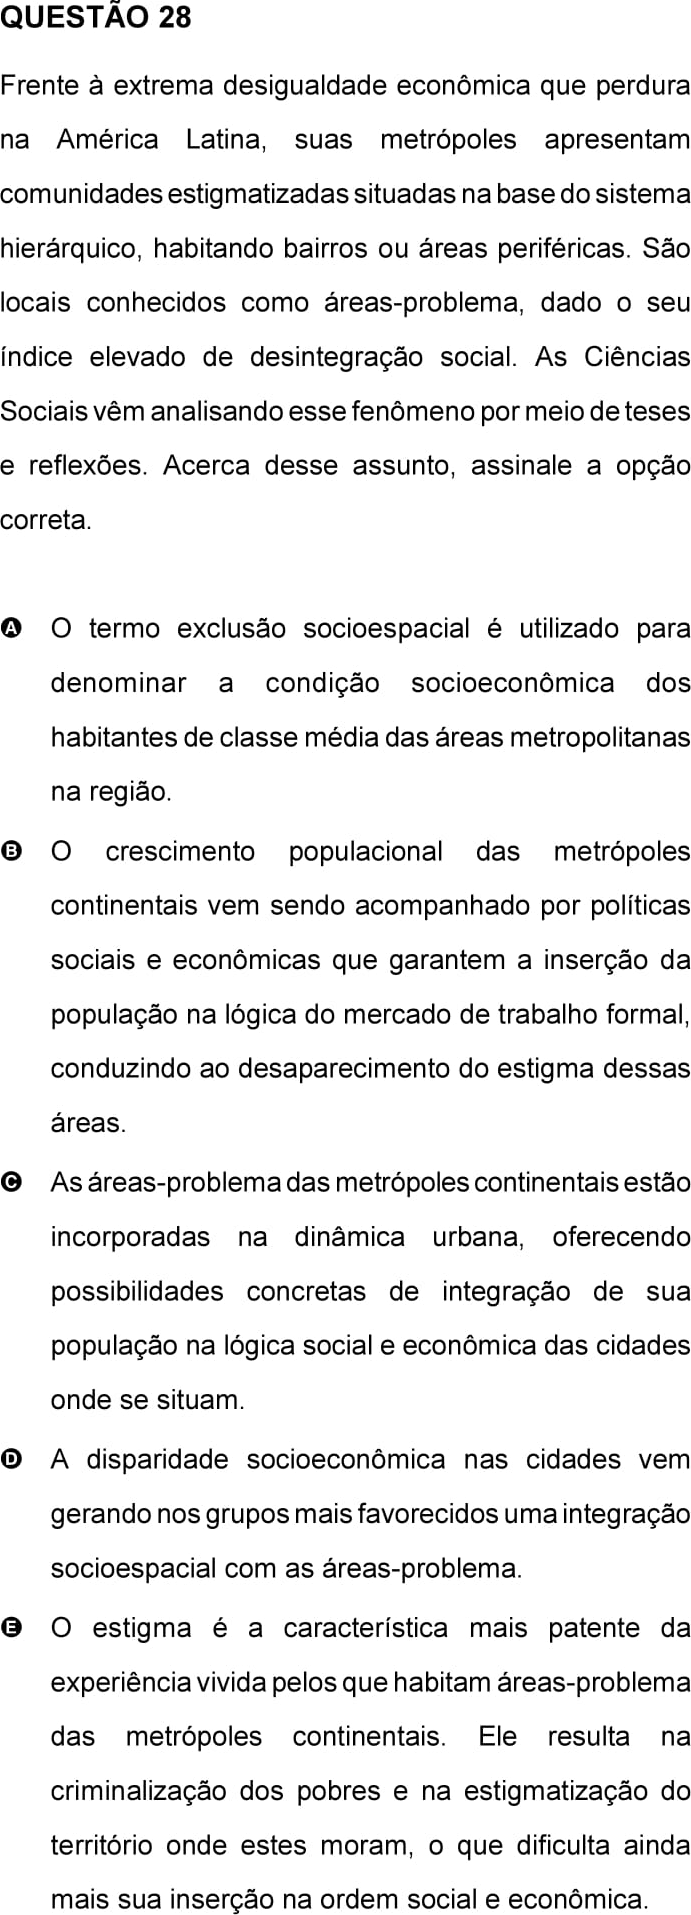 QUESTÃO 28
Frente à extrema desigualdade econômica que perdura
na América Latina, suas metrópoles apresentam
comunidades estigmatizadas situadas na base do sistema
hierárquico, habitando bairros ou áreas periféricas. São
locais conhecidos como áreas-problema, dado o seu
índice elevado de desintegração social. As Ciências
Sociais vêm analisando esse fenômeno por meio de teses
e reflexões. Acerca desse assunto, assinale a opção
correta.
A O termo exclusão socioespacial é utilizado para
denominar a condição socioeconômica dos
habitantes de classe média das áreas metropolitanas
na região.
B O crescimento populacional das metrópoles
continentais vem sendo acompanhado por políticas
sociais e econômicas que garantem a inserção da
população na lógica do mercado de trabalho formal,
conduzindo ao desaparecimento do estigma dessas
áreas.
C As áreas-problema das metrópoles continentais estão
incorporadas na dinâmica urbana, oferecendo
possibilidades concretas de integração de sua
população na lógica social e econômica das cidades
onde se situam.
D A disparidade socioeconômica nas cidades vem
gerando nos grupos mais favorecidos uma integração
socioespacial com as áreas-problema.
E O estigma é a característica mais patente da
experiência vivida pelos que habitam áreas-problema
das metrópoles continentais. Ele resulta na
criminalização dos pobres e na estigmatização do
território onde estes moram, o que dificulta ainda
mais sua inserção na ordem social e econômica.